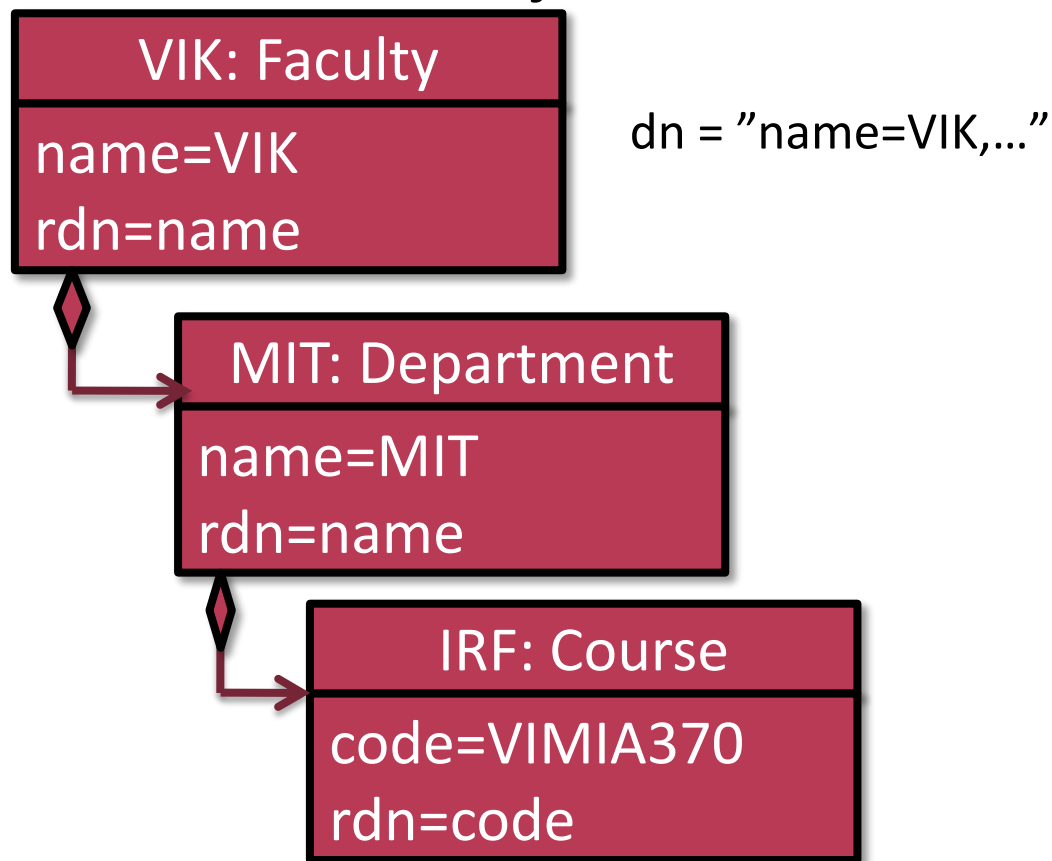 VIK: Faculty
name=VIK
rdn=name
dn = ”name=VIK,…”
MIT: Department
name=MIT
rdn=name
IRF: Course
code=VIMIA370
rdn=code